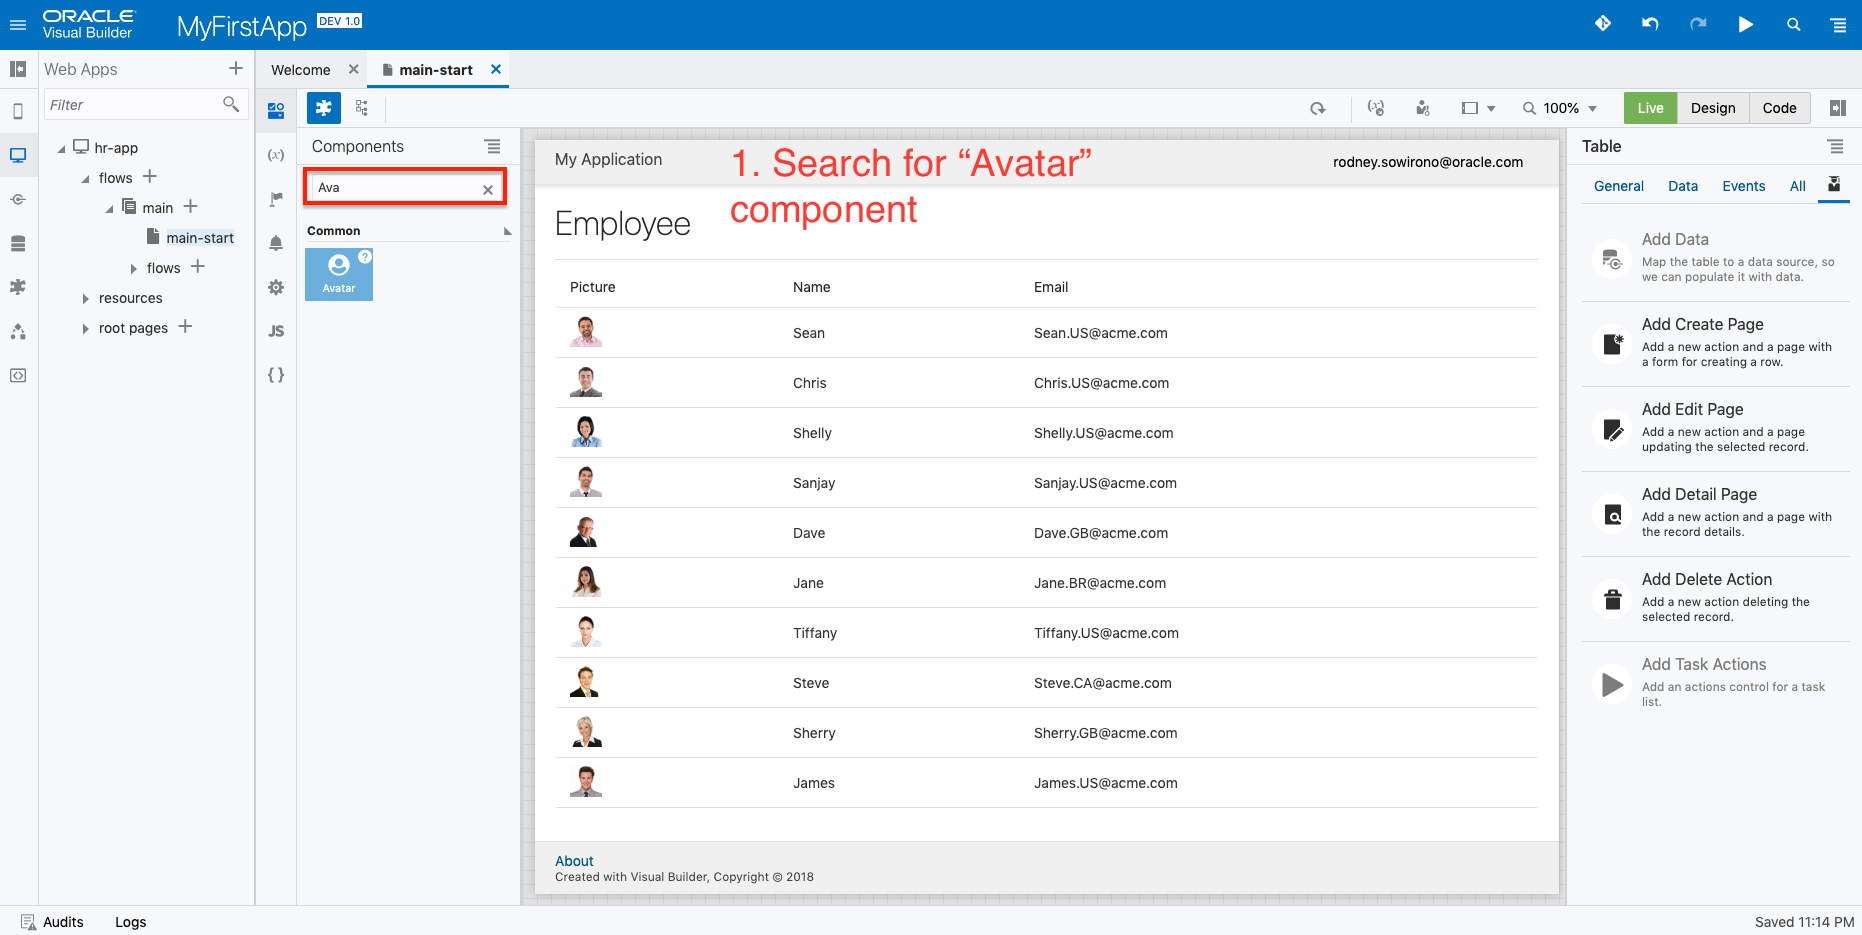 ORACLE
Visual Builder
MyFirstApp DEV 1.0
Web Apps
Welcome
main-start
Filter
100%
Live
Design
Code
hr-app
flows
main
main-start
flows
resources
root pages
(x)
JS
{ }
Components
Ava
Common
?
Avatar
My Application
rodney.sowirono@oracle.com
1. Search for “Avatar”
component
Employee
Picture Name Email
Sean Sean.US@acme.com
Chris Chris.US@acme.com
Shelly Shelly.US@acme.com
Sanjay Sanjay.US@acme.com
Dave Dave.GB@acme.com
Jane Jane.BR@acme.com
Tiffany Tiffany.US@acme.com
Steve Steve.CA@acme.com
Sherry Sherry.GB@acme.com
James James.US@acme.com
About
Created with Visual Builder, Copyright © 2018
Table
General Data Events All
Add Data
Map the table to a data source, so
we can populate it with data.
Add Create Page
Add a new action and a page with
a form for creating a row.
Add Edit Page
Add a new action and a page
updating the selected record.
Add Detail Page
Add a new action and a page with
the record details.
Add Delete Action
Add a new action deleting the
selected record.
Add Task Actions
Add an actions control for a task
list.
Audits Logs
Saved 11:14 PM